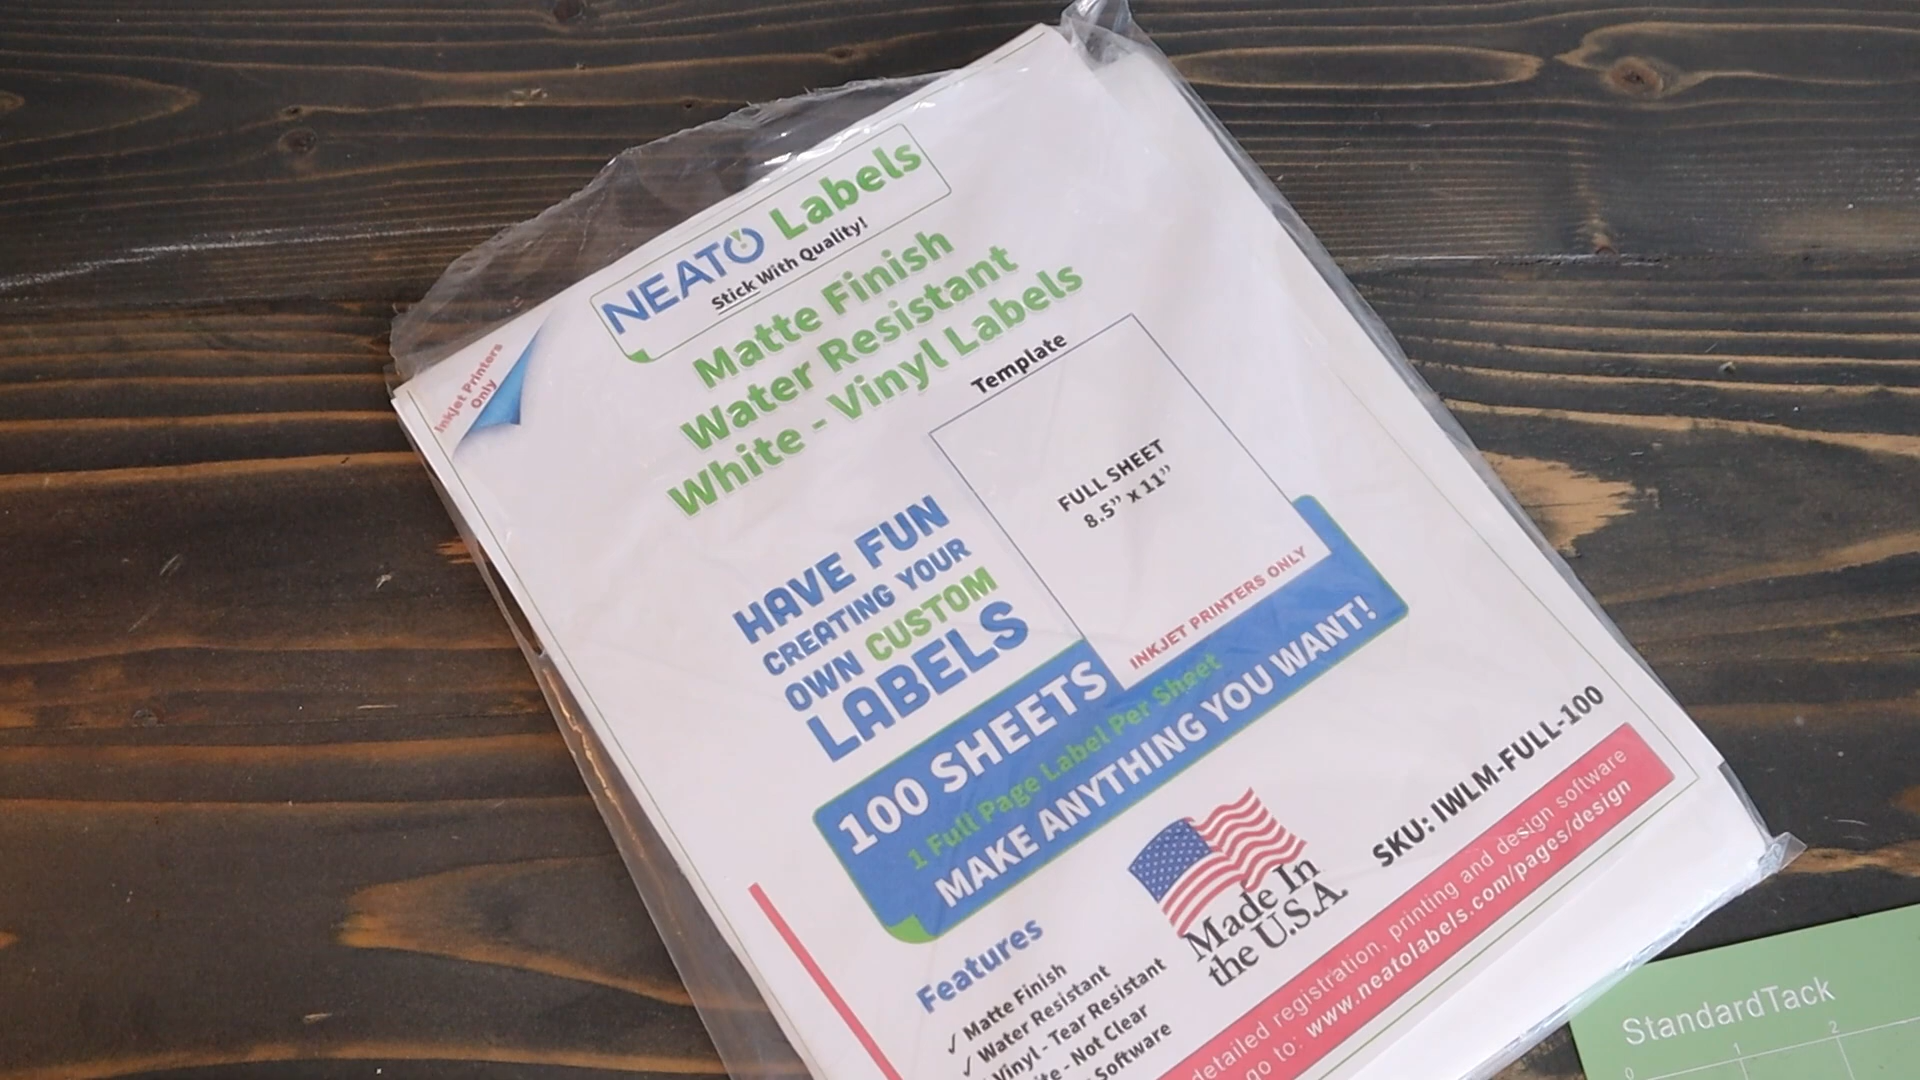 NEATO Labels
Stick With Quality!
Inkjet Printers
Only
Matte Finish
Water Resistant
White - Vinyl Labels
Template
FULL SHEET
8.5” x 11”
INKJET PRINTERS ONLY
HAVE FUN
CREATING YOUR
OWN CUSTOM
LABELS
100 SHEETS
1 Full Page Label Per Sheet
MAKE ANYTHING YOU WANT!
Made In
the U.S.A.
SKU: IWLM-FULL-100
Features
✓ Matte Finish
✓ Water Resistant
Vinyl - Tear Resistant
- Not Clear
Software
detailed registration, printing and design software
go to: www.neatolabels.com/pages/design
StandardTack
0 1 2